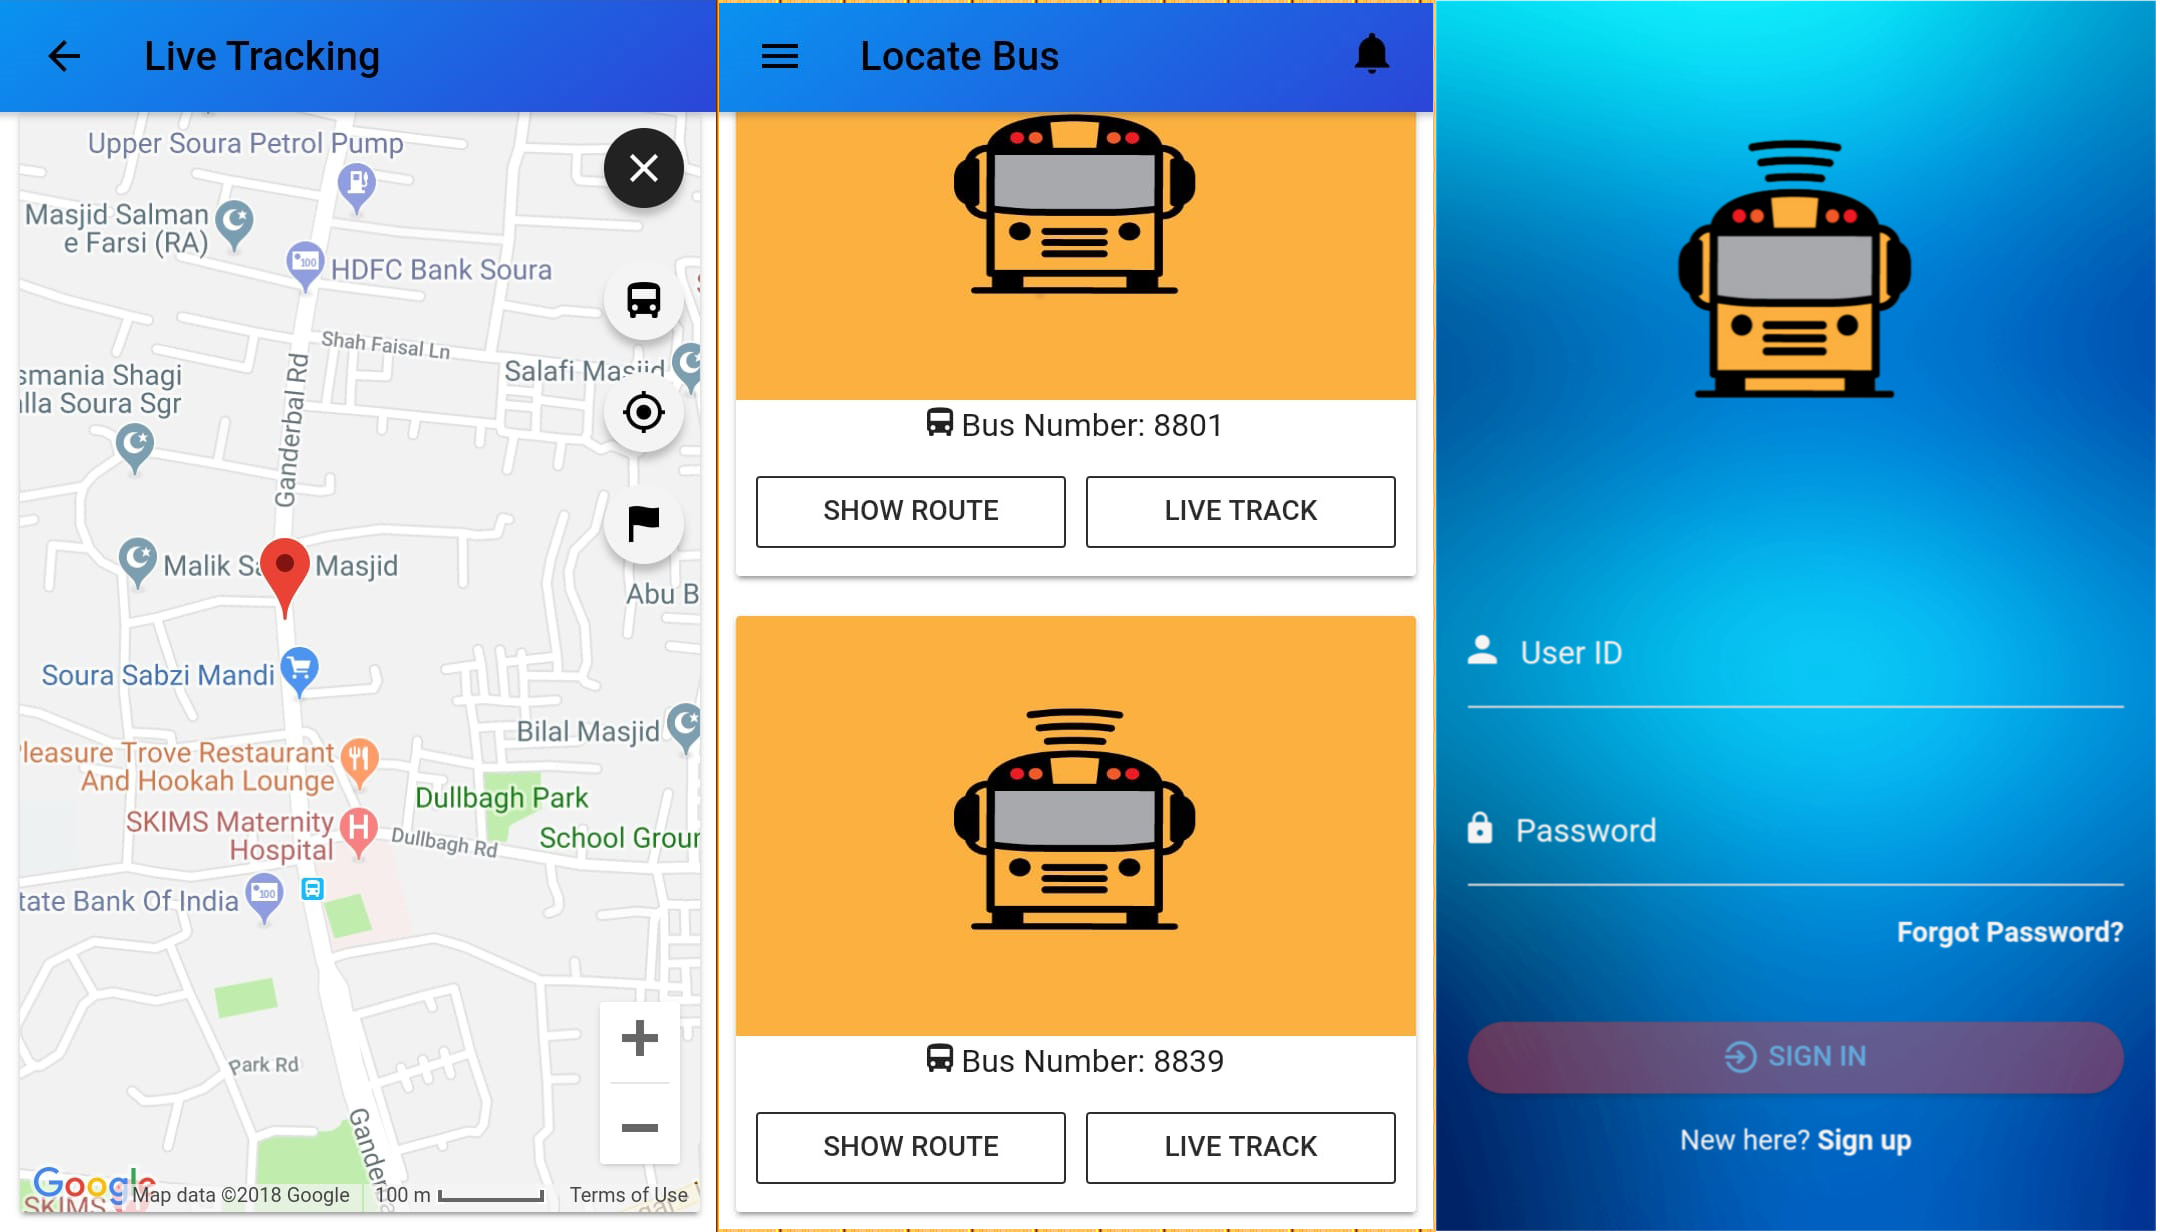 Live Tracking
Upper Soura Petrol Pump
Masjid Salman
e Farsi (RA)
100
HDFC Bank Soura
Shah Faisal Ln
Salafi Masjid
smania Shagi
lla Soura Sgr
Ganderbal Rd
Malik Sa Masjid
Abu B
Soura Sabzi Mandi
Bilal Masjid
leasure Trove Restaurant
And Hookah Lounge
Dullbagh Park
SKIMS Maternity
Hospital
H
Dullbagh Rd
School Grour
tate Bank Of India
100
Park Rd
Gander
Google
SKIMS
Map data ©2018 Google
100 m
Terms of Use
Locate Bus
Bus Number: 8801
SHOW ROUTE
LIVE TRACK
Bus Number: 8839
SHOW ROUTE
LIVE TRACK
User ID
Password
Forgot Password?
SIGN IN
New here? Sign up